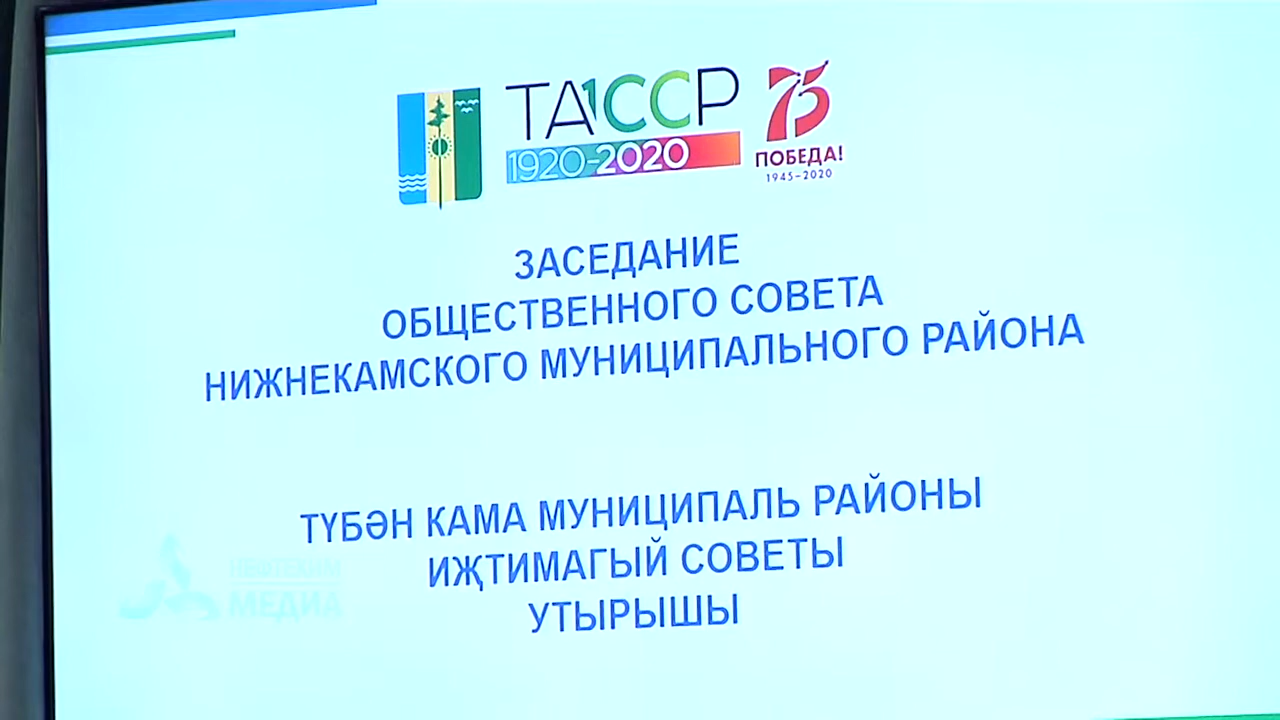 ТАССР
1920-2020
75
ПОБЕДА!
1945-2020
ЗАСЕДАНИЕ
ОБЩЕСТВЕННОГО СОВЕТА
НИЖНЕКАМСКОГО МУНИЦИПАЛЬНОГО РАЙОНА
ТҮБӘН КАМА МУНИЦИПАЛЬ РАЙОНЫ
ИҖТИМАГЫЙ СОВЕТЫ
УТЫРЫШЫ
НЕФТЕХИМ
МЕДИА